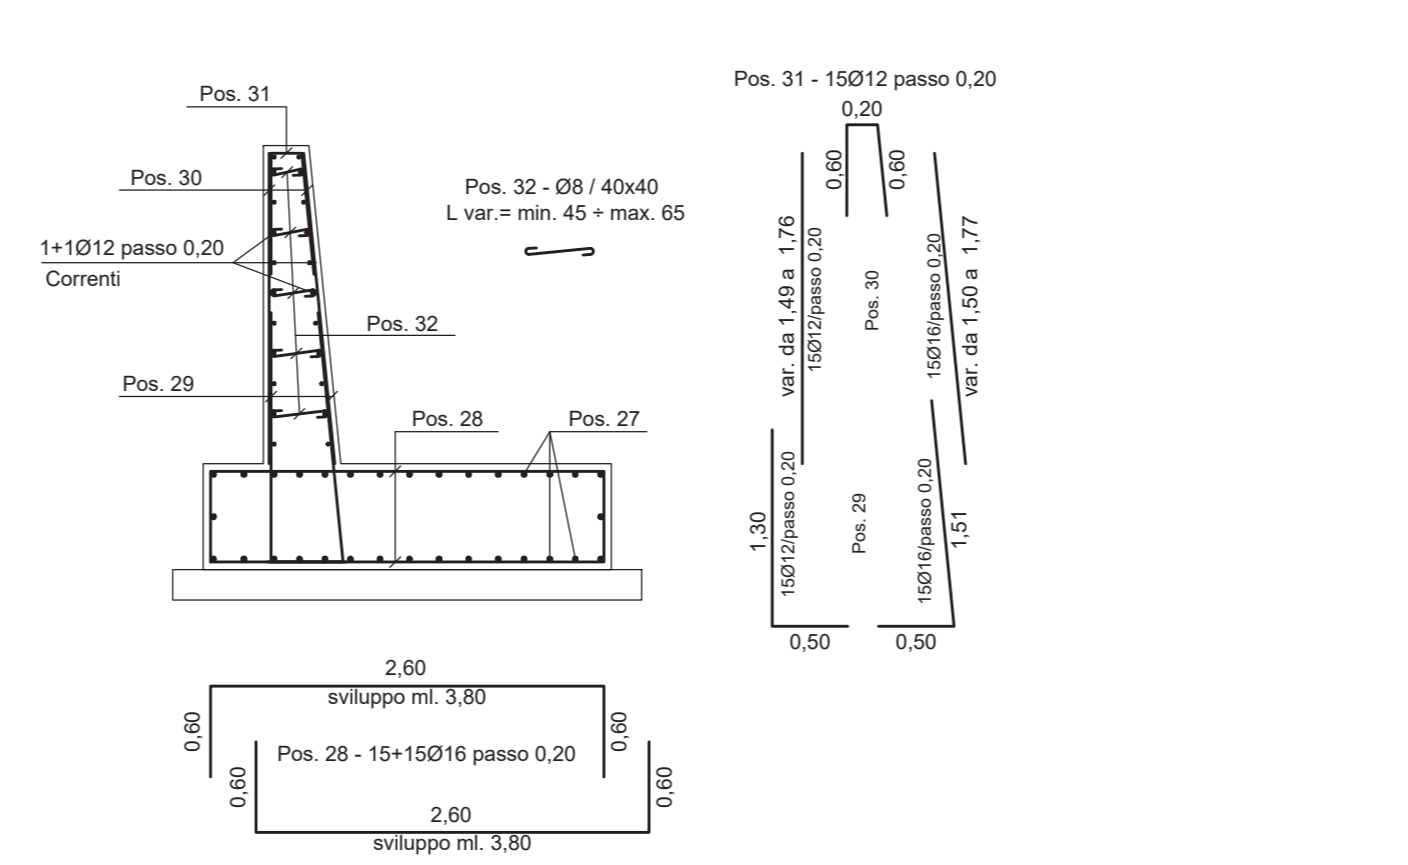 Pos. 31 - 15Ø12 passo 0,20
0,20
Pos. 31
0,60
0,60
Pos. 30
Pos. 32 - Ø8 / 40x40
L var.= min. 45 ÷ max. 65
1+1Ø12 passo 0,20
Correnti
var. da 1,49 a 1,76
15Ø12/passo 0,20
Pos. 30
15Ø16/passo 0,20
var. da 1,50 a 1,77
Pos. 32
Pos. 29
Pos. 28
Pos. 27
1,30
15Ø12/passo 0,20
Pos. 29
15Ø16/passo 0,20
1,51
0,50
0,50
2,60
sviluppo ml. 3,80
0,60
0,60
Pos. 28 - 15+15Ø16 passo 0,20
0,60
0,60
2,60
sviluppo ml. 3,80